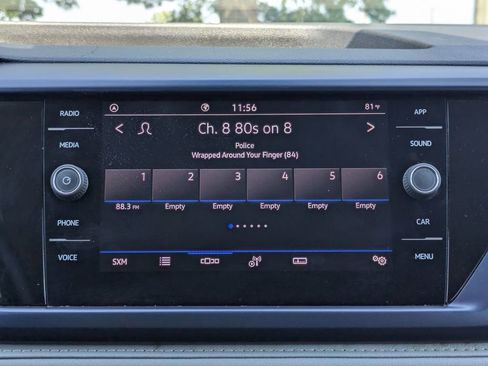 11:56
81°F
RADIO
APP
Ch. 8 80s on 8
MEDIA
SOUND
Police
Wrapped Around Your Finger (84)
1 2 3 4 5 6
88.3 FM Empty Empty Empty Empty Empty
PHONE
CAR
VOICE
SXM
MENU